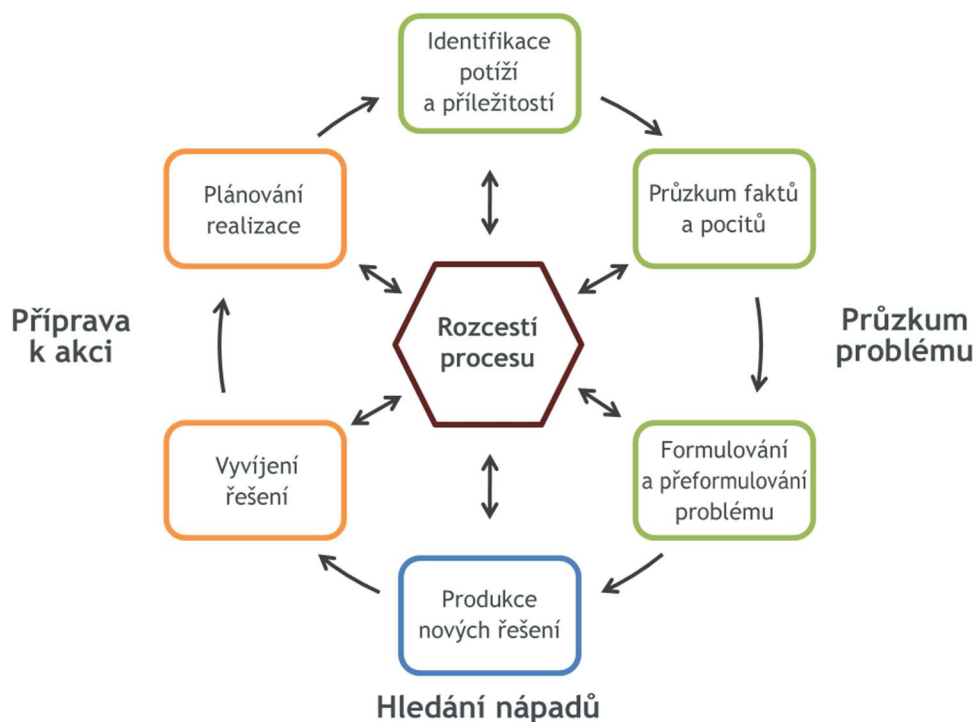 Identifikace
potíží
a příležitostí
Plánování
realizace
Průzkum faktů
a pocitů
Příprava
k akci
Rozcestí
procesu
Průzkum
problému
Vyvíjení
řešení
Formulování
a přeformulování
problému
Produkce
nových řešení
Hledání nápadů